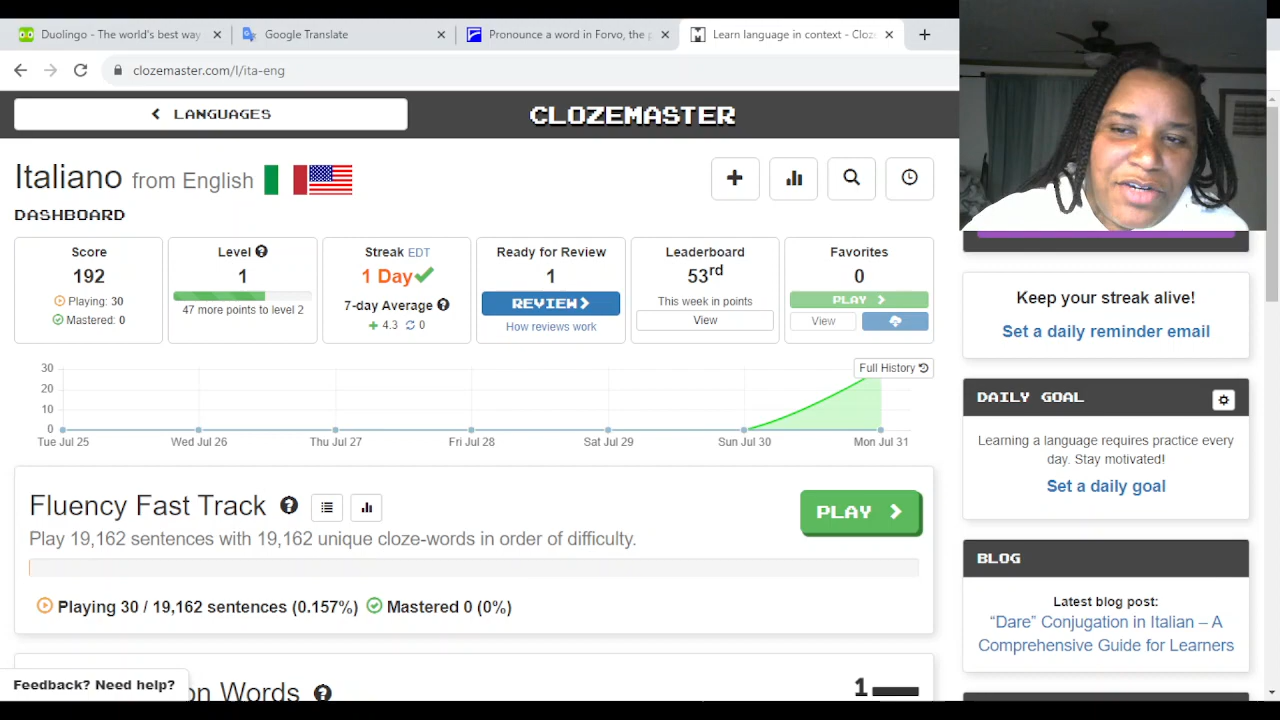 Duolingo - The world's best way
Google Translate
Pronounce a word in Forvo, the p
Learn language in context - Cloz
clozemaster.com/l/ita-eng
LANGUAGES
CLOZEMASTER
Italiano from English
DASHBOARD
Score
192
Playing: 30
Mastered: 0
Level
1
47 more points to level 2
Streak EDT
1 Day
7-day Average
+ 4.3 0
Ready for Review
1
REVIEW
How reviews work
Leaderboard
53rd
This week in points
View
Favorites
0
PLAY
View
Full History
30
20
10
0
Tue Jul 25
Wed Jul 26
Thu Jul 27
Fri Jul 28
Sat Jul 29
Sun Jul 30
Mon Jul 31
Fluency Fast Track
PLAY
Play 19,162 sentences with 19,162 unique cloze-words in order of difficulty.
Playing 30 / 19,162 sentences (0.157%) Mastered 0 (0%)
on Words
1
Feedback? Need help?
Keep your streak alive!
Set a daily reminder email
DAILY GOAL
Learning a language requires practice every
day. Stay motivated!
Set a daily goal
BLOG
Latest blog post:
“Dare” Conjugation in Italian – A
Comprehensive Guide for Learners